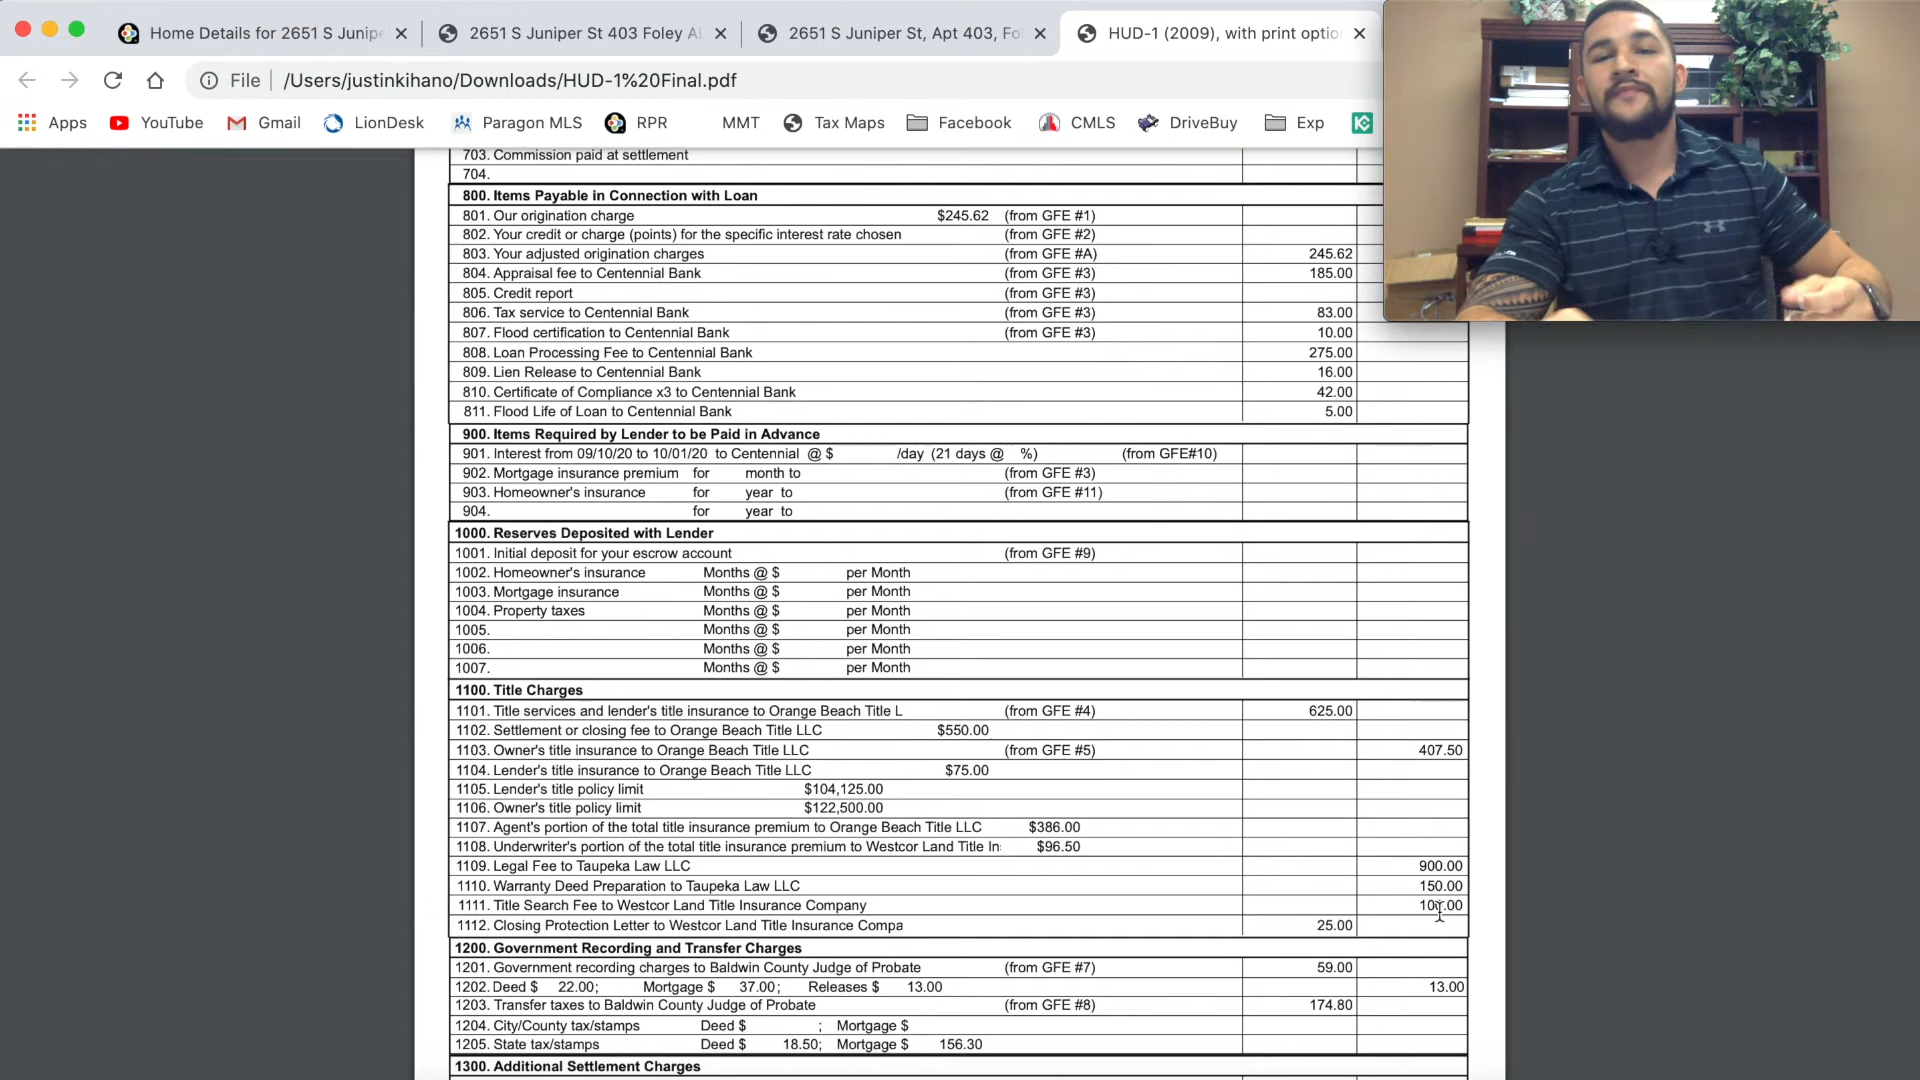 Home Details for 2651 S Junipe
2651 S Juniper St 403 Foley AL
2651 S Juniper St, Apt 403, Fo
HUD-1 (2009), with print optio
File /Users/justinkihano/Downloads/HUD-1%20Final.pdf
Apps YouTube Gmail LionDesk Paragon MLS RPR MMT Tax Maps Facebook CMLS DriveBuy Exp
703. Commission paid at settlement
704.
800. Items Payable in Connection with Loan
801. Our origination charge $245.62 (from GFE #1)
802. Your credit or charge (points) for the specific interest rate chosen (from GFE #2)
803. Your adjusted origination charges (from GFE #A) 245.62
804. Appraisal fee to Centennial Bank (from GFE #3) 185.00
805. Credit report (from GFE #3)
806. Tax service to Centennial Bank (from GFE #3) 83.00
807. Flood certification to Centennial Bank (from GFE #3) 10.00
808. Loan Processing Fee to Centennial Bank 275.00
809. Lien Release to Centennial Bank 16.00
810. Certificate of Compliance x3 to Centennial Bank 42.00
811. Flood Life of Loan to Centennial Bank 5.00
900. Items Required by Lender to be Paid in Advance
901. Interest from 09/10/20 to 10/01/20 to Centennial @ $ /day (21 days @ %) (from GFE#10)
902. Mortgage insurance premium for month to (from GFE #3)
903. Homeowner's insurance for year to (from GFE #11)
904. for year to
1000. Reserves Deposited with Lender
1001. Initial deposit for your escrow account (from GFE #9)
1002. Homeowner's insurance Months @ $ per Month
1003. Mortgage insurance Months @ $ per Month
1004. Property taxes Months @ $ per Month
1005. Months @ $ per Month
1006. Months @ $ per Month
1007. Months @ $ per Month
1100. Title Charges
1101. Title services and lender's title insurance to Orange Beach Title L (from GFE #4) 625.00
1102. Settlement or closing fee to Orange Beach Title LLC $550.00
1103. Owner's title insurance to Orange Beach Title LLC (from GFE #5) 407.50
1104. Lender's title insurance to Orange Beach Title LLC $75.00
1105. Lender's title policy limit $104,125.00
1106. Owner's title policy limit $122,500.00
1107. Agent's portion of the total title insurance premium to Orange Beach Title LLC $386.00
1108. Underwriter's portion of the total title insurance premium to Westcor Land Title In $96.50
1109. Legal Fee to Taupeka Law LLC 900.00
1110. Warranty Deed Preparation to Taupeka Law LLC 150.00
1111. Title Search Fee to Westcor Land Title Insurance Company
1112. Closing Protection Letter to Westcor Land Title Insurance Compa 25.00
1200. Government Recording and Transfer Charges
1201. Government recording charges to Baldwin County Judge of Probate (from GFE #7) 59.00
1202. Deed $ 22.00; Mortgage $ 37.00; Releases $ 13.00 13.00
1203. Transfer taxes to Baldwin County Judge of Probate (from GFE #8) 174.80
1204. City/County tax/stamps Deed $ ; Mortgage $
1205. State tax/stamps Deed $ 18.50; Mortgage $ 156.30
1300. Additional Settlement Charges